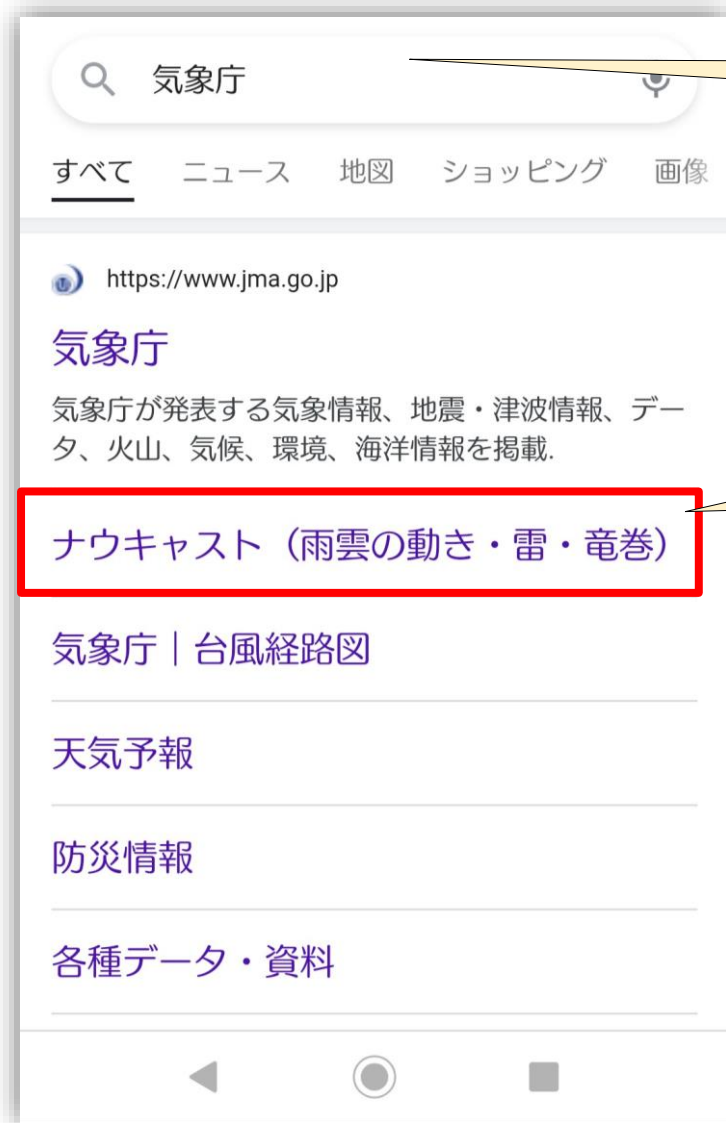 気象庁
すべて ニュース 地図 ショッピング 画像
https://www.jma.go.jp
気象庁
気象庁が発表する気象情報、地震・津波情報、デー
タ、火山、気候、環境、海洋情報を掲載.
ナウキャスト（雨雲の動き・雷・竜巻）
気象庁｜台風経路図
天気予報
防災情報
各種データ・資料